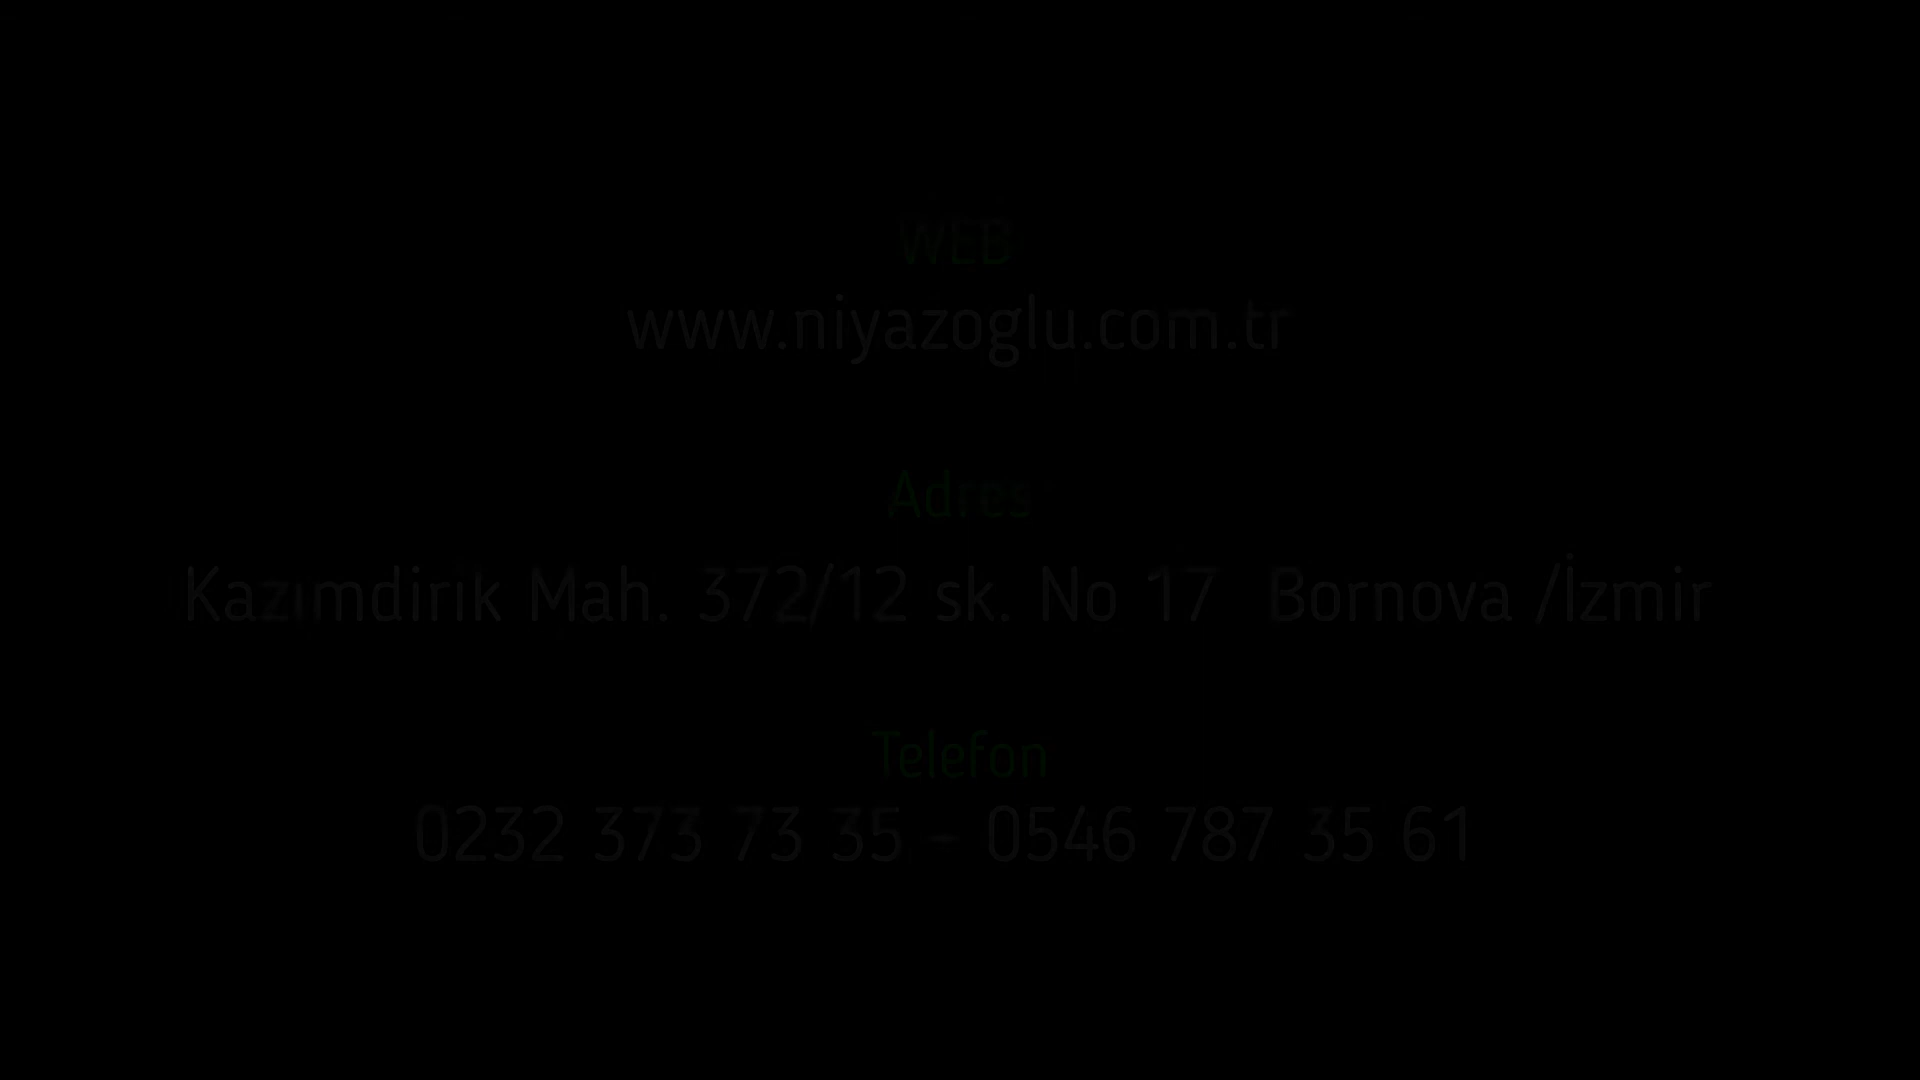 WEB
www.niyazoglu.com.tr
Adres
Kazımdirik Mah. 372/12 sk. No 17 Bornova /İzmir
Telefon
0232 373 73 35 - 0546 787 35 61